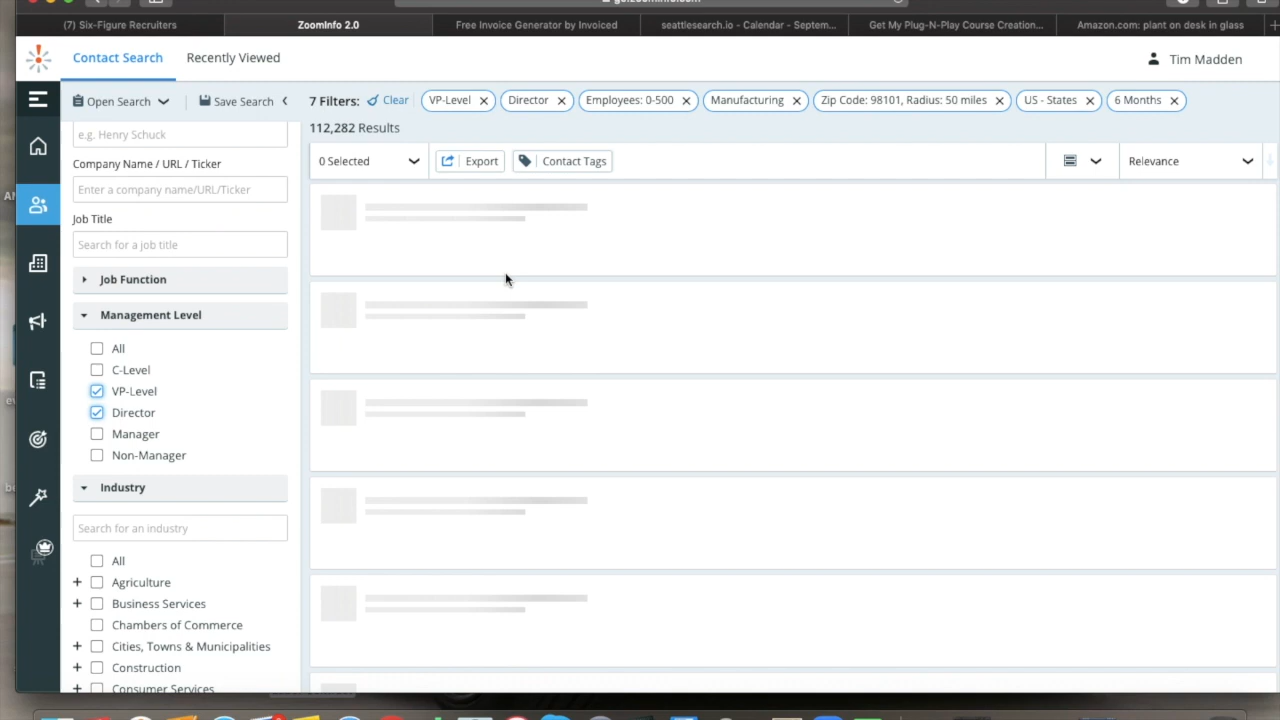 (7) Six-Figure Recruiters
ZoomInfo 2.0
Free Invoice Generator by Invoiced
seattlesearch.io - Calendar - Septem...
Get My Plug-N-Play Course Creation...
Amazon.com: plant on desk in glass
Contact Search
Recently Viewed
Tim Madden
Open Search
Save Search
7 Filters:
Clear
VP-Level
Director
Employees: 0-500
Manufacturing
Zip Code: 98101, Radius: 50 miles
US - States
6 Months
112,282 Results
e.g. Henry Schuck
0 Selected
Export
Contact Tags
Relevance
Company Name / URL / Ticker
Enter a company name/URL/Ticker
Job Title
Search for a job title
Job Function
Management Level
All
C-Level
VP-Level
Director
Manager
Non-Manager
Industry
Search for an industry
All
Agriculture
Business Services
Chambers of Commerce
Cities, Towns & Municipalities
Construction
Consumer Services